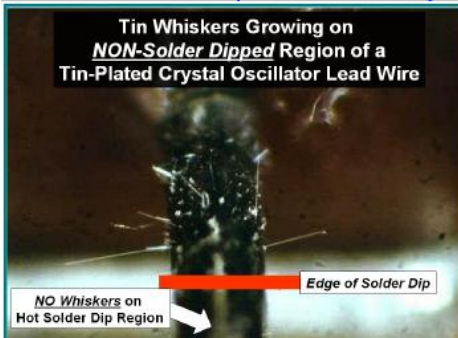 Tin Whiskers Growing on
NON-Solder Dipped Region of a
Tin-Plated Crystal Oscillator Lead Wire
Edge of Solder Dip
NO Whiskers on
Hot Solder Dip Region